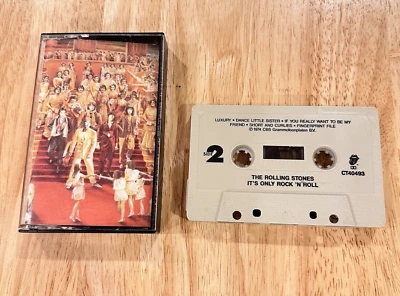 LUXURY • DANCE LITTLE SISTER • IF YOU REALLY WANT TO BE MY
FRIEND • SHORT AND CURLIES • FINGERPRINT FILE
Ⓟ 1974 CBS Grammofoonplaten B.V.
SIDE 2
THE ROLLING STONES
IT'S ONLY ROCK 'N' ROLL
CT40493